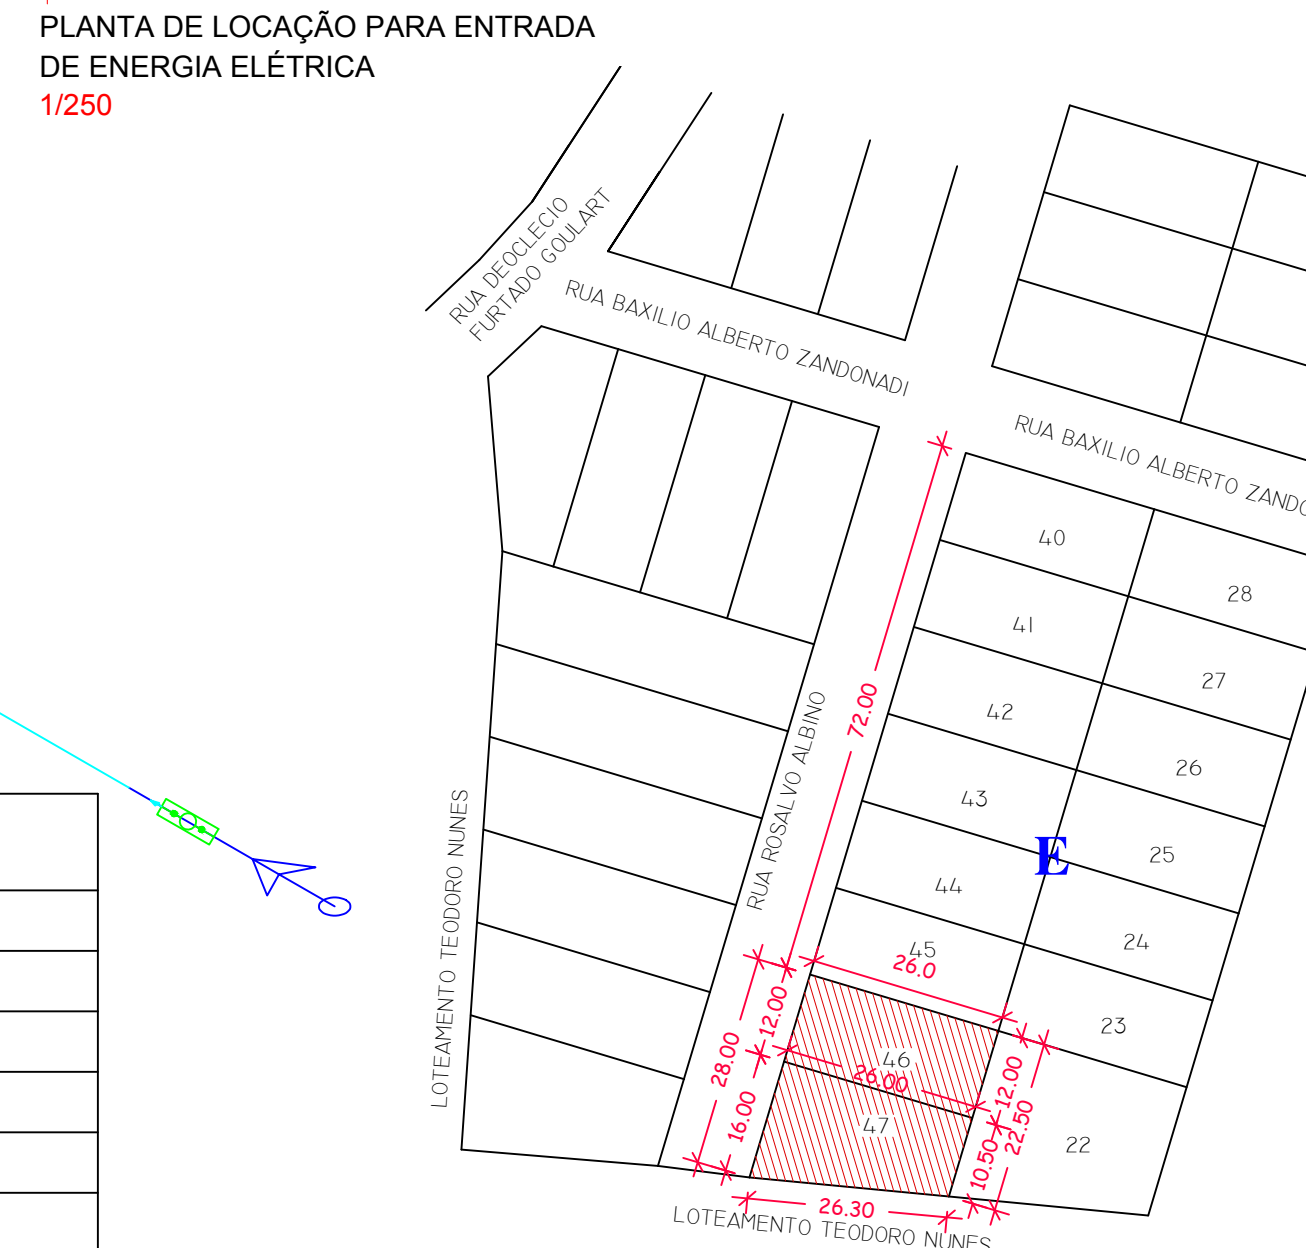 PLANTA DE LOCAÇÃO PARA ENTRADA
DE ENERGIA ELÉTRICA
1/250
RUA DEOCLECIO
FURTADO GOULART
RUA BAXILIO ALBERTO ZANDONADI
RUA BAXILIO ALBERTO ZANDO
40
28
41
27
42
26
72.00
RUA ROSALVO ALBINO
43
25
E
44
24
LOTEAMENTO TEODORO NUNES
45
26.0
23
12.00
28.00
46
26.00
12.00
22.50
16.00
47
10.50
22
26.30
LOTEAMENTO TEODORO NUNES